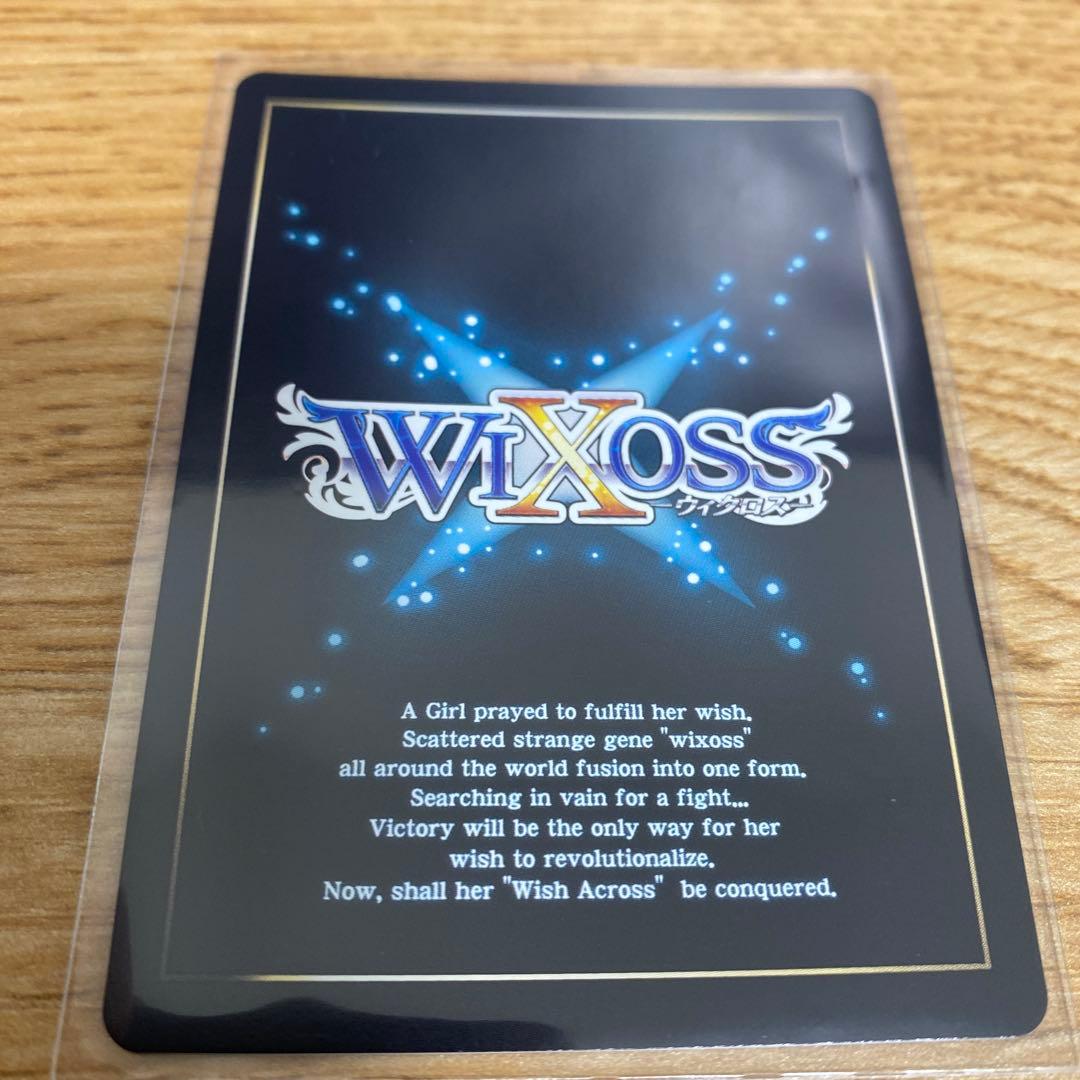 WIXOSS
-ウィクロス-
A Girl prayed to fulfill her wish.
Scattered strange gene "wixoss"
all around the world fusion into one form.
Searching in vain for a fight...
Victory will be the only way for her
wish to revolutionalize.
Now, shall her "Wish Across" be conquered.